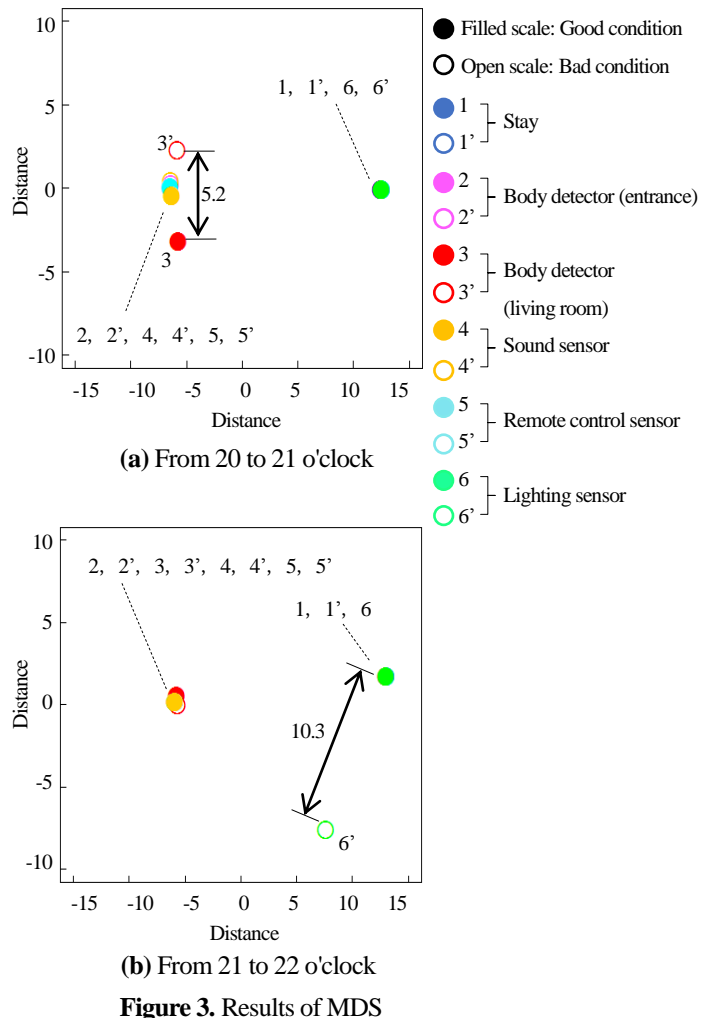 10
5
0
-5
-10
Distance
1, 1’, 6, 6’
3’
5.2
3
2, 2’, 4, 4’, 5, 5’
-15 -10 -5 0 5 10 15
Distance
(a) From 20 to 21 o'clock
Filled scale: Good condition
Open scale: Bad condition
1
1’
Stay
2
2’
Body detector (entrance)
3
3’
Body detector
(living room)
4
4’
Sound sensor
5
5’
Remote control sensor
6
6’
Lighting sensor
10
5
0
-5
-10
Distance
2, 2’, 3, 3’, 4, 4’, 5, 5’
1, 1’, 6
10.3
6’
-15 -10 -5 0 5 10 15
Distance
(b) From 21 to 22 o'clock
Figure 3. Results of MDS